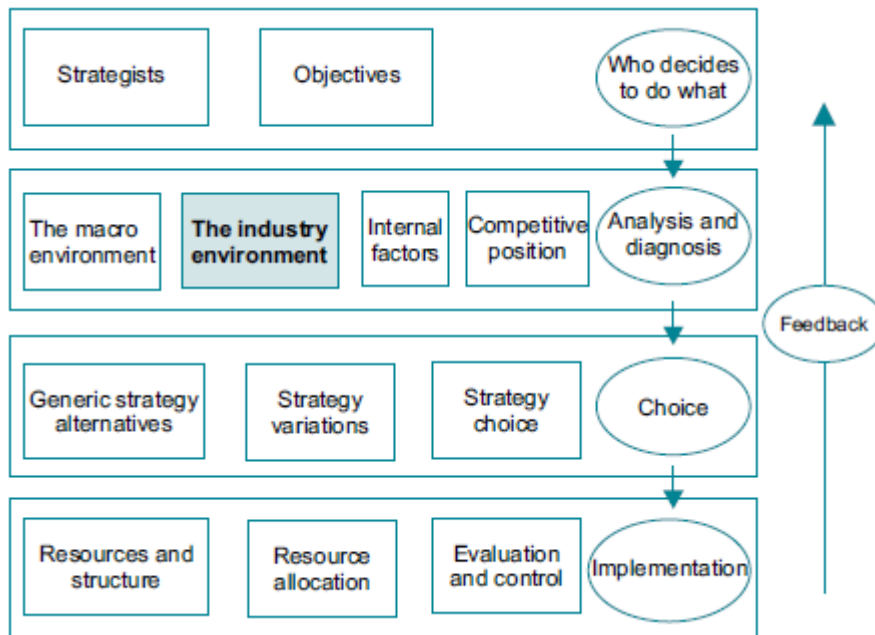 Strategists
Objectives
Who decides
to do what
The macro
environment
The industry
environment
Internal
factors
Competitive
position
Analysis and
diagnosis
Feedback
Generic strategy
alternatives
Strategy
variations
Strategy
choice
Choice
Resources and
structure
Resource
allocation
Evaluation
and control
Implementation